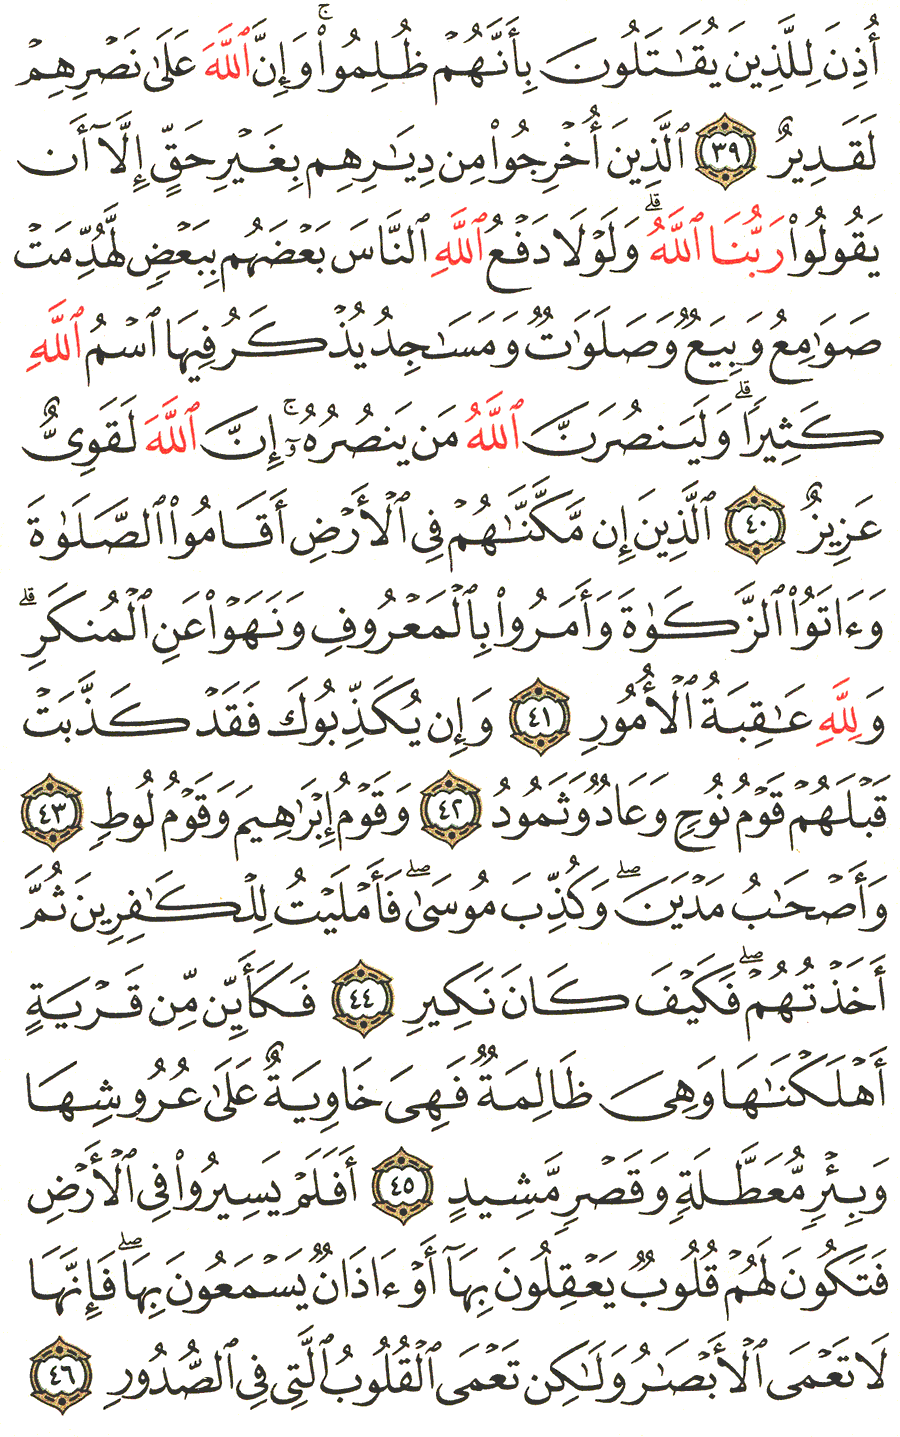 أُذِنَ لِلَّذِينَ يُقَٰتَلُونَ بِأَنَّهُمْ ظُلِمُوا۟ ۚ وَإِنَّ ٱللَّهَ عَلَىٰ نَصْرِهِمْ
لَقَدِيرٌ ٣٩ ٱلَّذِينَ أُخْرِجُوا۟ مِن دِيَٰرِهِم بِغَيْرِ حَقٍّ إِلَّآ أَن
يَقُولُوا۟ رَبُّنَا ٱللَّهُ ۗ وَلَوْلَا دَفْعُ ٱللَّهِ ٱلنَّاسَ بَعْضَهُم بِبَعْضٍ لَّهُدِّمَتْ
صَوَٰمِعُ وَبِيَعٌ وَصَلَوَٰتٌ وَمَسَٰجِدُ يُذْكَرُ فِيهَا ٱسْمُ ٱللَّهِ
كَثِيرًا ۗ وَلَيَنصُرَنَّ ٱللَّهُ مَن يَنصُرُهُۥٓ ۚ إِنَّ ٱللَّهَ لَقَوِىٌّ
عَزِيزٌ ٤٠ ٱلَّذِينَ إِن مَّكَّنَّٰهُمْ فِى ٱلْأَرْضِ أَقَامُوا۟ ٱلصَّلَوٰةَ
وَءَاتَوُا۟ ٱلزَّكَوٰةَ وَأَمَرُوا۟ بِٱلْمَعْرُوفِ وَنَهَوْا۟ عَنِ ٱلْمُنكَرِ ۗ
وَلِلَّهِ عَٰقِبَةُ ٱلْأُمُورِ ٤١ وَإِن يُكَذِّبُوكَ فَقَدْ كَذَّبَتْ
قَبْلَهُمْ قَوْمُ نُوحٍ وَعَادٌ وَثَمُودُ ٤٢ وَقَوْمُ إِبْرَٰهِيمَ وَقَوْمُ لُوطٍ ٤٣
وَأَصْحَٰبُ مَدْيَنَ ۖ وَكُذِّبَ مُوسَىٰ ۖ فَأَمْلَيْتُ لِلْكَٰفِرِينَ ثُمَّ
أَخَذْتُهُمْ ۖ فَكَيْفَ كَانَ نَكِيرِ ٤٤ فَكَأَيِّن مِّن قَرْيَةٍ
أَهْلَكْنَٰهَا وَهِىَ ظَالِمَةٌ فَهِىَ خَاوِيَةٌ عَلَىٰ عُرُوشِهَا
وَبِئْرٍ مُّعَطَّلَةٍ وَقَصْرٍ مَّشِيدٍ ٤٥ أَفَلَمْ يَسِيرُوا۟ فِى ٱلْأَرْضِ
فَتَكُونَ لَهُمْ قُلُوبٌ يَعْقِلُونَ بِهَآ أَوْ ءَاذَانٌ يَسْمَعُونَ بِهَا ۖ فَإِنَّهَا
لَا تَعْمَى ٱلْأَبْصَٰرُ وَلَٰكِن تَعْمَى ٱلْقُلُوبُ ٱلَّتِى فِى ٱلصُّدُورِ ٤٦